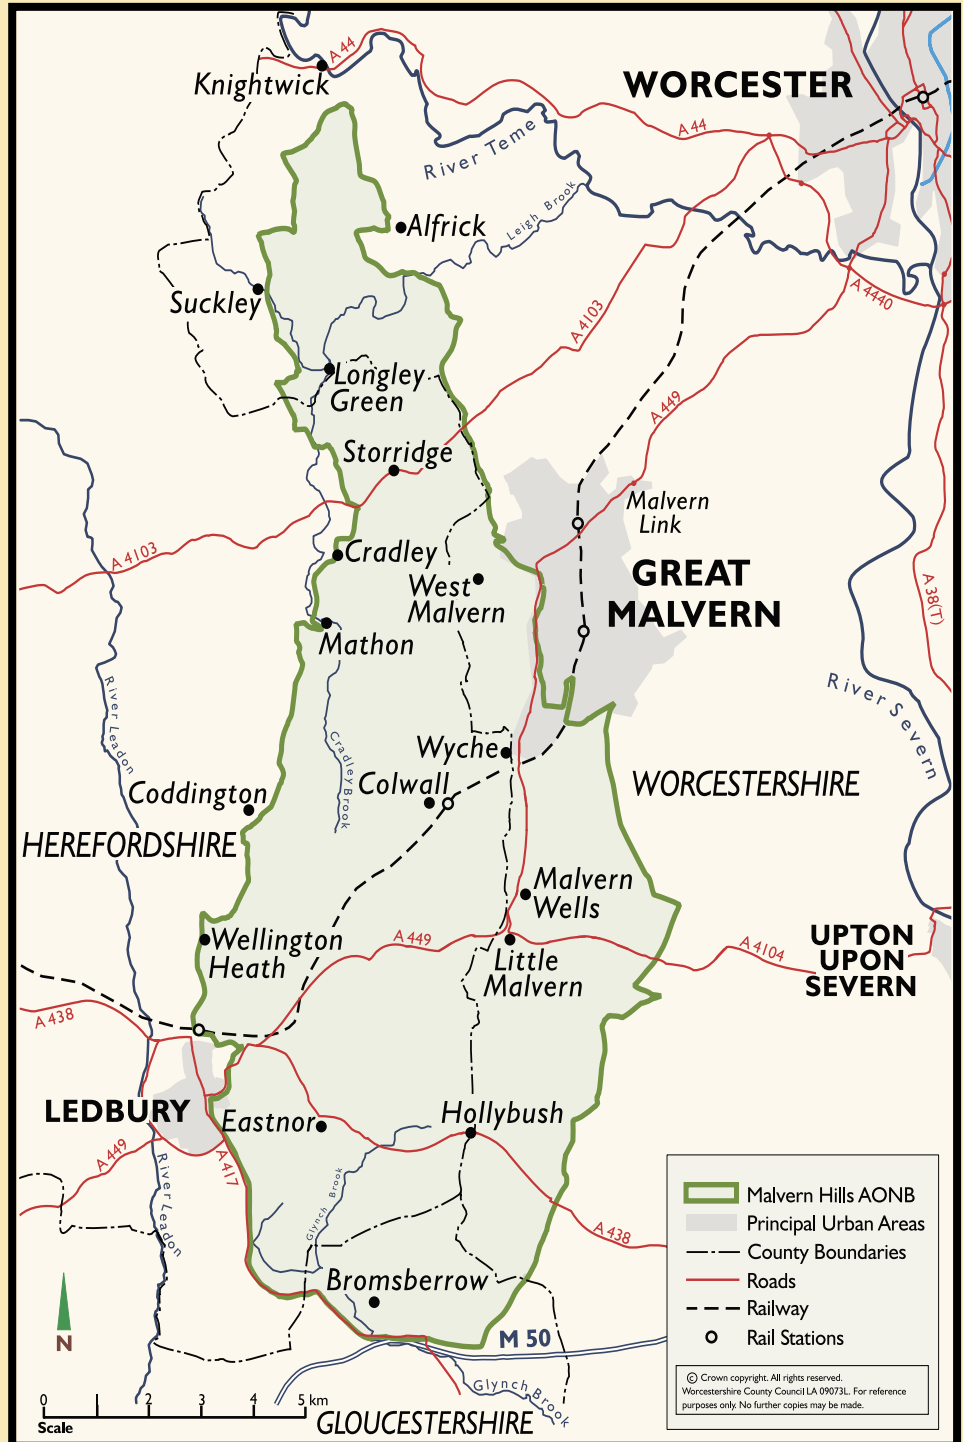 A 44
Knightwick
WORCESTER
A 44
River Teme
Leigh Brook
Alfrick
Suckley
A 4440
A 4103
Longley
Green
A 449
Storridge
Malvern
Link
A 4103
Cradley
GREAT
MALVERN
West
Malvern
A 38(T)
Mathon
River Leadon
River Severn
Cradley Brook
Wyche
Colwall
WORCESTERSHIRE
Coddington
HEREFORDSHIRE
Malvern
Wells
Wellington
Heath
A 449
Little
Malvern
A 4104
UPTON
UPON
SEVERN
A 438
LEDBURY
Eastnor
Hollybush
A 449
A 417
River Leadon
Glynch Brook
A 438
Bromsberrow
M 50
Glynch Brook
GLOUCESTERSHIRE
N
0 1 2 3 4 5 km
Scale
Malvern Hills AONB
Principal Urban Areas
County Boundaries
Roads
Railway
Rail Stations
© Crown copyright. All rights reserved.
Worcestershire County Council LA 09073L. For reference
purposes only. No further copies may be made.